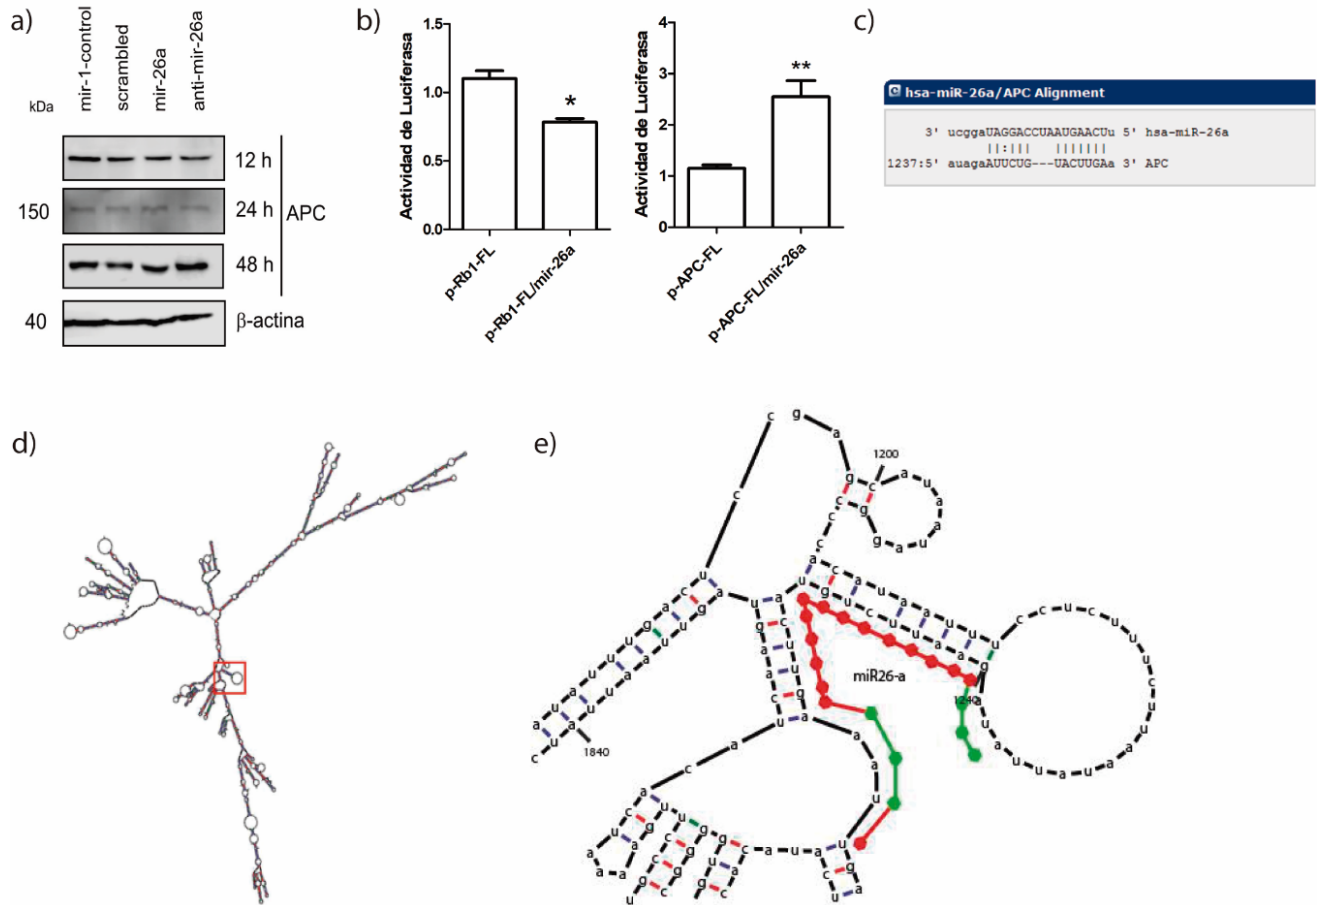 a)
mir-1-control
scrambled
mir-26a
anti-mir-26a
kDa
12 h
150
24 h
APC
48 h
40
β-actina
b)
Actividad de Luciferasa
1.5
1.0
0.5
0.0
*
p-Rb1-FL
p-Rb1-FL/mir-26a
Actividad de Luciferasa
4
3
2
1
0
**
p-APC-FL
p-APC-FL/mir-26a
c)
hsa-miR-26a/APC Alignment
3' ucggaUAGGACCUAAUGAACUu 5' hsa-miR-26a
||:||| |||||||
1237:5' auagaAUUCUG---UACUUGAa 3' APC
d)
e)
1200
miR26-a
1240
1840